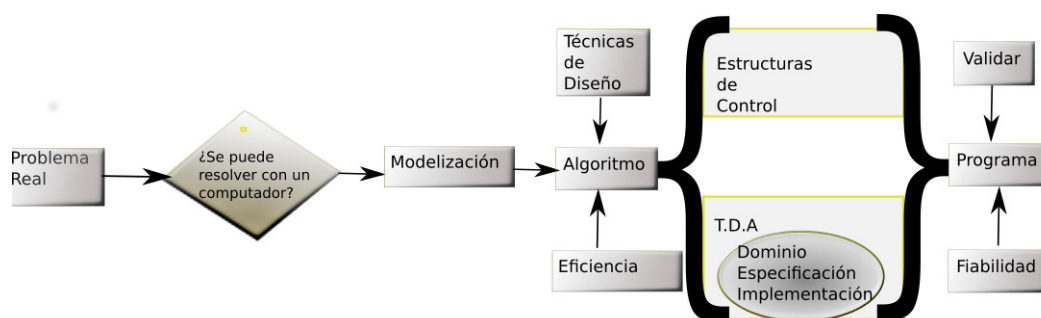 Problema
Real
¿Se puede
resolver con un
computador?
Modelización
Técnicas
de
Diseño
Algoritmo
Eficiencia
Estructuras
de
Control
T.D.A
Dominio
Especificación
Implementación
Validar
Programa
Fiabilidad